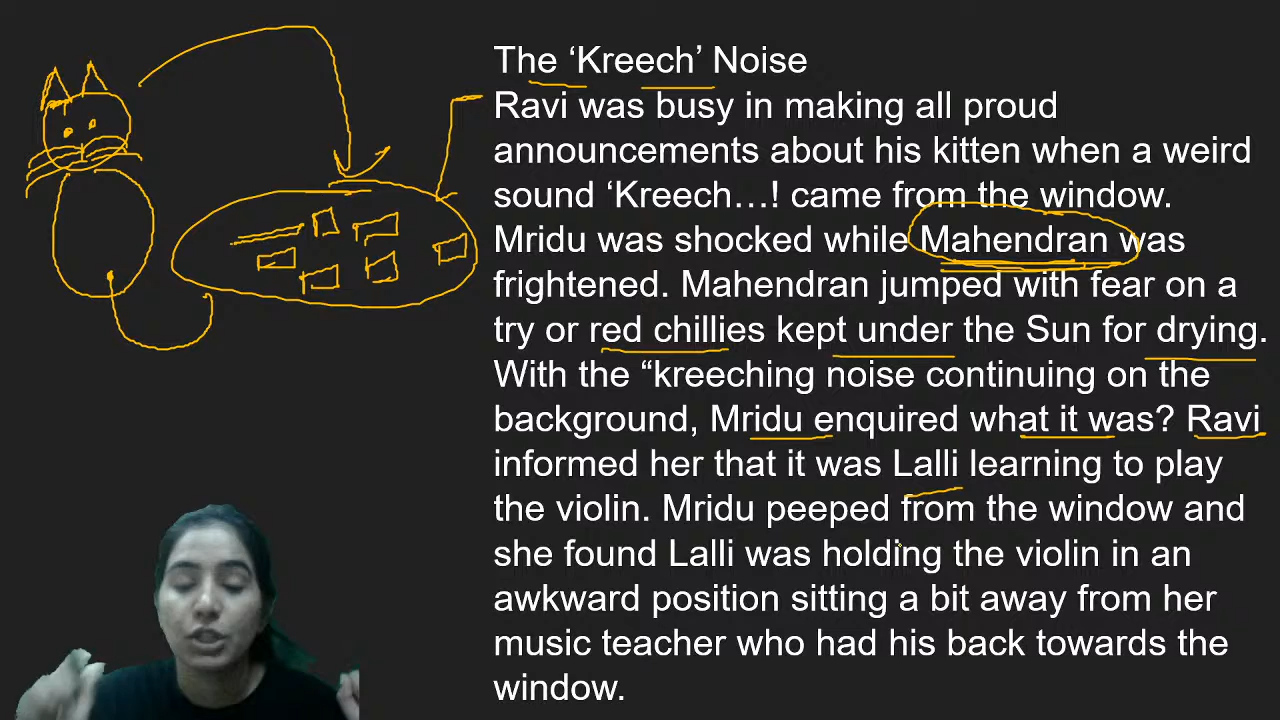 The ‘Kreech’ Noise
Ravi was busy in making all proud
announcements about his kitten when a weird
sound ‘Kreech…! came from the window.
Mridu was shocked while Mahendran was
frightened. Mahendran jumped with fear on a
try or red chillies kept under the Sun for drying.
With the “kreeching noise continuing on the
background, Mridu enquired what it was? Ravi
informed her that it was Lalli learning to play
the violin. Mridu peeped from the window and
she found Lalli was holding the violin in an
awkward position sitting a bit away from her
music teacher who had his back towards the
window.